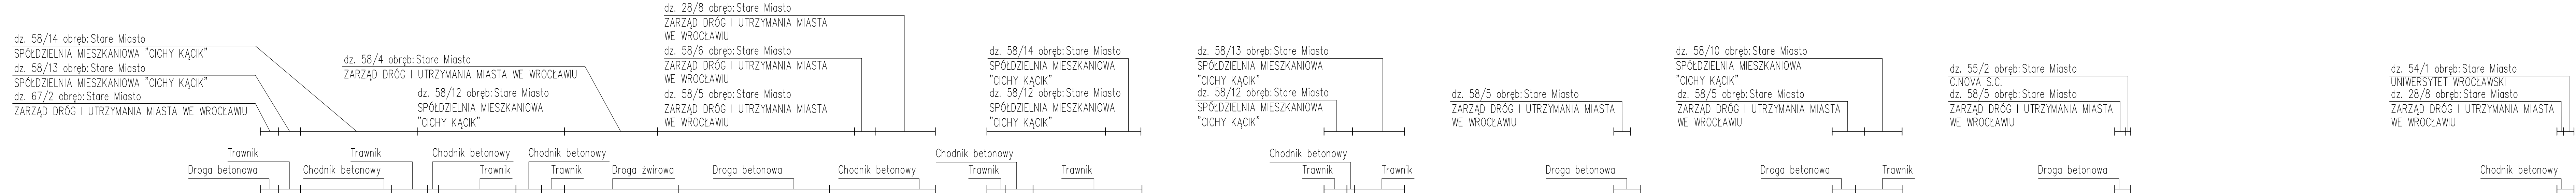 dz. 58/14 obręb: Stare Miasto
SPÓŁDZIELNIA MIESZKANIOWA "CICHY KĄCIK"
dz. 58/13 obręb: Stare Miasto
SPÓŁDZIELNIA MIESZKANIOWA "CICHY KĄCIK"
dz. 67/2 obręb: Stare Miasto
ZARZĄD DRÓG I UTRZYMANIA MIASTA WE WROCŁAWIU
dz. 58/4 obręb: Stare Miasto
ZARZĄD DRÓG I UTRZYMANIA MIASTA WE WROCŁAWIU
dz. 58/12 obręb: Stare Miasto
SPÓŁDZIELNIA MIESZKANIOWA
"CICHY KĄCIK"
dz. 28/8 obręb: Stare Miasto
ZARZĄD DRÓG I UTRZYMANIA MIASTA
WE WROCŁAWIU
dz. 58/6 obręb: Stare Miasto
ZARZĄD DRÓG I UTRZYMANIA MIASTA
WE WROCŁAWIU
dz. 58/5 obręb: Stare Miasto
ZARZĄD DRÓG I UTRZYMANIA MIASTA
WE WROCŁAWIU
dz. 58/14 obręb: Stare Miasto
SPÓŁDZIELNIA MIESZKANIOWA
"CICHY KĄCIK"
dz. 58/12 obręb: Stare Miasto
SPÓŁDZIELNIA MIESZKANIOWA
"CICHY KĄCIK"
dz. 58/13 obręb: Stare Miasto
SPÓŁDZIELNIA MIESZKANIOWA
"CICHY KĄCIK"
dz. 58/12 obręb: Stare Miasto
SPÓŁDZIELNIA MIESZKANIOWA
"CICHY KĄCIK"
dz. 58/5 obręb: Stare Miasto
ZARZĄD DRÓG I UTRZYMANIA MIASTA
WE WROCŁAWIU
dz. 58/10 obręb: Stare Miasto
SPÓŁDZIELNIA MIESZKANIOWA
"CICHY KĄCIK"
dz. 58/5 obręb: Stare Miasto
ZARZĄD DRÓG I UTRZYMANIA MIASTA
WE WROCŁAWIU
dz. 55/2 obręb: Stare Miasto
C.NOVA S.C.
dz. 58/5 obręb: Stare Miasto
ZARZĄD DRÓG I UTRZYMANIA MIASTA
WE WROCŁAWIU
dz. 54/1 obręb: Stare Miasto
UNIWERSYTET WROCŁAWSKI
dz. 28/8 obręb: Stare Miasto
ZARZĄD DRÓG I UTRZYMANIA MIASTA
WE WROCŁAWIU
Trawnik
Droga betonowa
Trawnik
Chodnik betonowy
Chodnik betonowy
Trawnik
Chodnik betonowy
Trawnik
Droga żwirowa
Droga betonowa
Chodnik betonowy
Chodnik betonowy
Trawnik
Trawnik
Chodnik betonowy
Trawnik
Trawnik
Droga betonowa
Droga betonowa
Trawnik
Droga betonowa
Chodnik betonowy